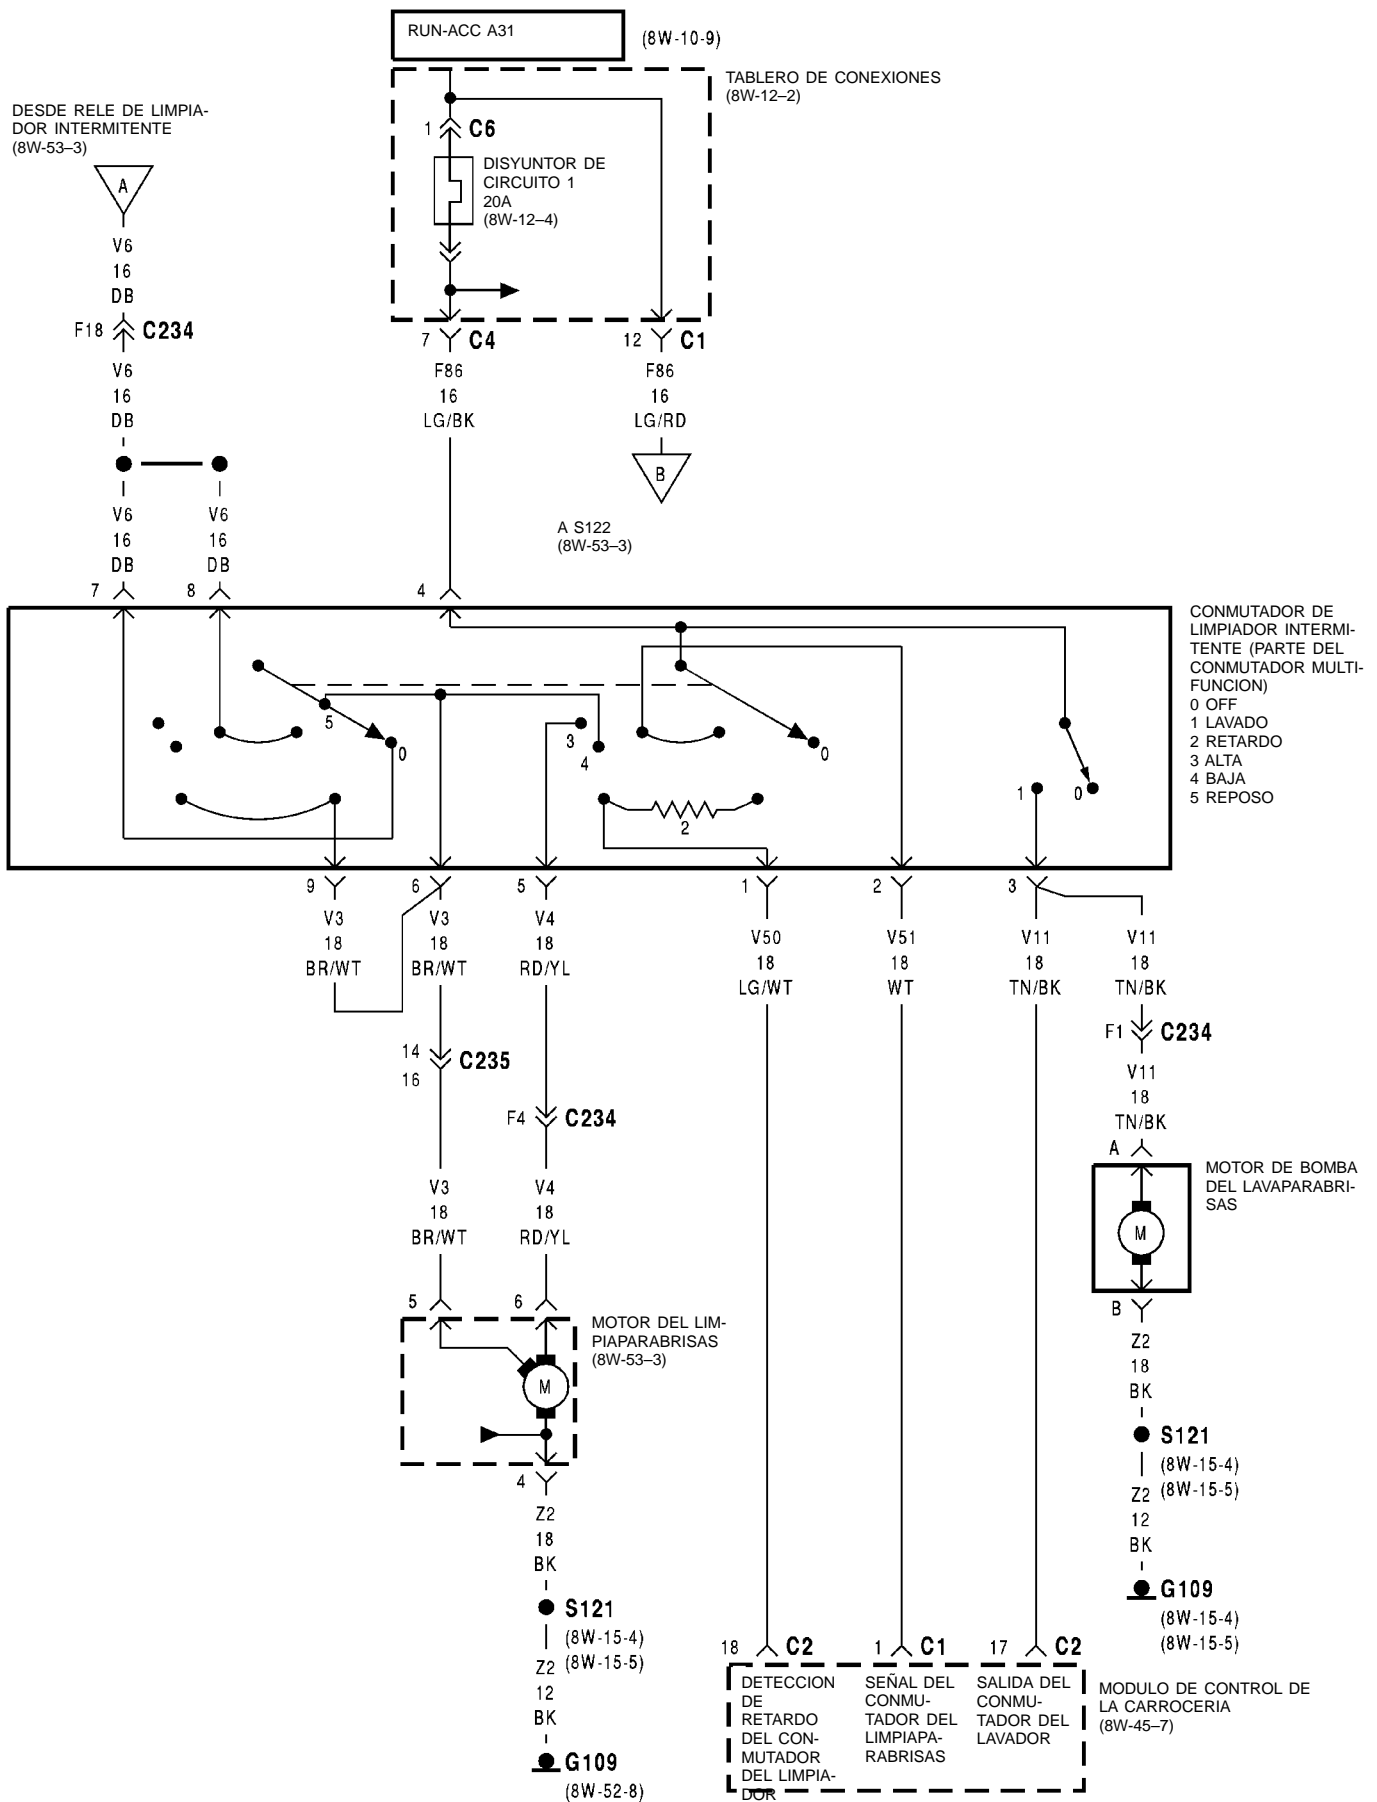 RUN-ACC A31
(8W-10-9)
TABLERO DE CONEXIONES
(8W-12–2)
DESDE RELE DE LIMPIA-
DOR INTERMITENTE
(8W-53–3)
A
1
C6
DISYUNTOR DE
CIRCUITO 1
20A
(8W-12–4)
V6
16
DB
F18
C234
V6
16
DB
7
C4
12
C1
F86
16
LG/BK
F86
16
LG/RD
B
A S122
(8W-53–3)
V6
16
DB
V6
16
DB
7
8
4
CONMUTADOR DE
LIMPIADOR INTERMI-
TENTE (PARTE DEL
CONMUTADOR MULTI-
FUNCION)
0 OFF
1 LAVADO
2 RETARDO
3 ALTA
4 BAJA
5 REPOSO
5
0
3
4
0
2
1
0
9
6
5
1
2
3
V3
18
BR/WT
V3
18
BR/WT
V4
18
RD/YL
V50
18
LG/WT
V51
18
WT
V11
18
TN/BK
V11
18
TN/BK
F1
C234
V11
18
TN/BK
14
16
C235
F4
C234
V3
18
BR/WT
V4
18
RD/YL
A
MOTOR DE BOMBA
DEL LAVAPARABRI-
SAS
M
B
5
6
MOTOR DEL LIM-
PIAPARABRISAS
(8W-53–3)
M
4
Z2
18
BK
S121
(8W-15-4)
(8W-15-5)
Z2
12
BK
G109
(8W-15-4)
(8W-15-5)
Z2
18
BK
S121
(8W-15-4)
(8W-15-5)
Z2
12
BK
G109
(8W-52-8)
18
C2
1
C1
17
C2
DETECCION
DE
RETARDO
DEL CON-
MUTADOR
DEL LIMPIA-
DOR
SEÑAL DEL
CONMU-
TADOR DEL
LIMPIAPA-
RABRISAS
SALIDA DEL
CONMU-
TADOR DEL
LAVADOR
MODULO DE CONTROL DE
LA CARROCERIA
(8W-45–7)